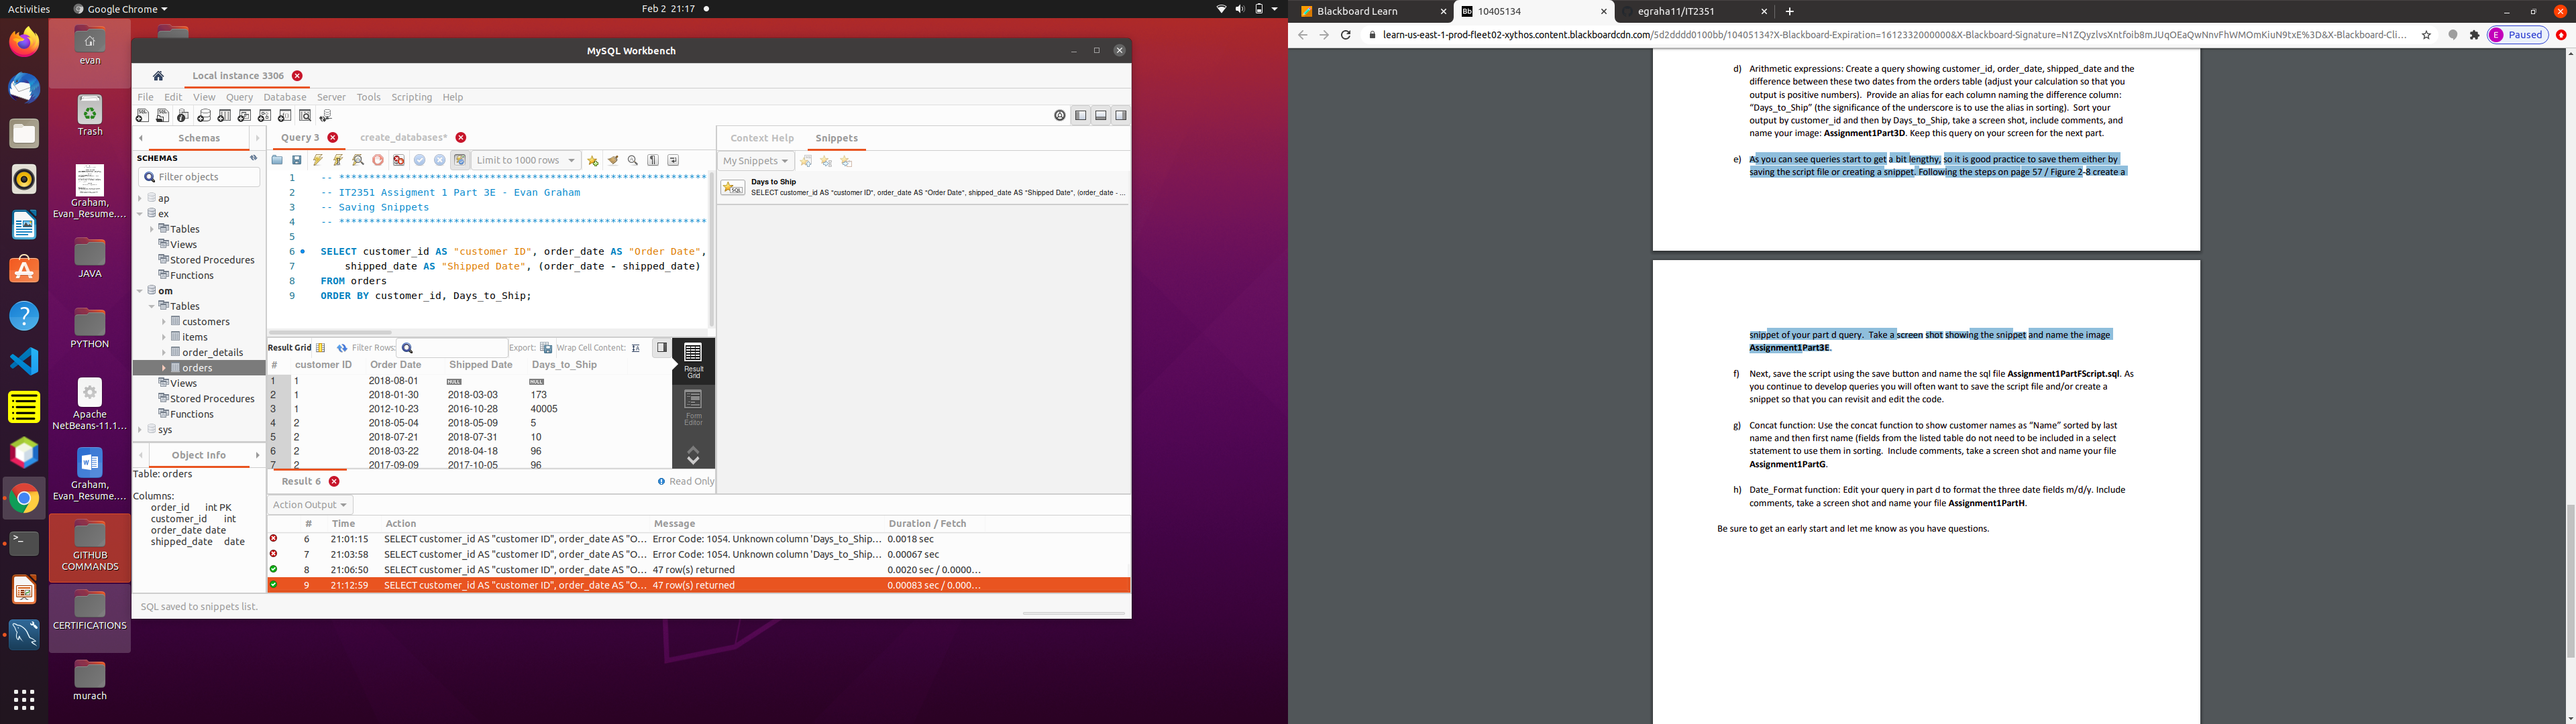 Activities
Google Chrome
Feb 2 21:17
evan
Trash
Graham,
Evan_Resume....
JAVA
PYTHON
Apache
NetBeans-11.1...
Graham,
Evan_Resume....
GITHUB
COMMANDS
CERTIFICATIONS
murach
MySQL Workbench
Local instance 3306
File Edit View Query Database Server Tools Scripting Help
Schemas
SCHEMAS
Filter objects
ap
ex
Tables
Views
Stored Procedures
Functions
om
Tables
customers
items
order_details
orders
Views
Stored Procedures
Functions
sys
Object Info
Table: orders
Columns:
order_id int PK
customer_id int
order_date date
shipped_date date
SQL saved to snippets list.
Query 3
create_databases*
Limit to 1000 rows
1 -- *************************************************************
2 -- IT2351 Assigment 1 Part 3E - Evan Graham
3 -- Saving Snippets
4 -- *************************************************************
5
6 SELECT customer_id AS "customer ID", order_date AS "Order Date",
7 shipped_date AS "Shipped Date", (order_date - shipped_date)
8 FROM orders
9 ORDER BY customer_id, Days_to_Ship;
Result Grid Filter Rows: Export: Wrap Cell Content:
# customer ID Order Date Shipped Date Days_to_Ship
1 1 2018-08-01 NULL NULL
2 1 2018-01-30 2018-03-03 173
3 1 2012-10-23 2016-10-28 40005
4 2 2018-05-04 2018-05-09 5
5 2 2018-07-21 2018-07-31 10
6 2 2018-03-22 2018-04-18 96
7 2 2017-09-09 2017-10-05 96
Result
Grid
Form
Editor
Result 6
Read Only
Context Help Snippets
My Snippets
SQL
Days to Ship
SELECT customer_id AS "customer ID", order_date AS "Order Date", shipped_date AS "Shipped Date", (order_date - ...
Action Output
# Time Action Message Duration / Fetch
6 21:01:15 SELECT customer_id AS "customer ID", order_date AS "O... Error Code: 1054. Unknown column 'Days_to_Ship... 0.0018 sec
7 21:03:58 SELECT customer_id AS "customer ID", order_date AS "O... Error Code: 1054. Unknown column 'Days_to_Ship... 0.00067 sec
8 21:06:50 SELECT customer_id AS "customer ID", order_date AS "O... 47 row(s) returned 0.0020 sec / 0.0000...
9 21:12:59 SELECT customer_id AS "customer ID", order_date AS "O... 47 row(s) returned 0.00083 sec / 0.000...
Blackboard Learn
Bb 10405134
egraha11/IT2351
learn-us-east-1-prod-fleet02-xythos.content.blackboardcdn.com/5d2dddd0100bb/10405134?X-Blackboard-Expiration=1612332000000&X-Blackboard-Signature=N1ZQyzlvsXntfoib8mJUqOEaQwNnvFhWMOmKiuN9txE%3D&X-Blackboard-Cli...
E Paused
d) Arithmetic expressions: Create a query showing customer_id, order_date, shipped_date and the
difference between these two dates from the orders table (adjust your calculation so that you
output is positive numbers). Provide an alias for each column naming the difference column:
"Days_to_Ship" (the significance of the underscore is to use the alias in sorting). Sort your
output by customer_id and then by Days_to_Ship, take a screen shot, include comments, and
name your image: Assignment1Part3D. Keep this query on your screen for the next part.
e) As you can see queries start to get a bit lengthy, so it is good practice to save them either by
saving the script file or creating a snippet. Following the steps on page 57 / Figure 2-8 create a
snippet of your part d query. Take a screen shot showing the snippet and name the image
Assignment1Part3E.
f) Next, save the script using the save button and name the sql file Assignment1PartFScript.sql. As
you continue to develop queries you will often want to save the script file and/or create a
snippet so that you can revisit and edit the code.
g) Concat function: Use the concat function to show customer names as "Name" sorted by last
name and then first name (fields from the listed table do not need to be included in a select
statement to use them in sorting. Include comments, take a screen shot and name your file
Assignment1PartG.
h) Date_Format function: Edit your query in part d to format the three date fields m/d/y. Include
comments, take a screen shot and name your file Assignment1PartH.
Be sure to get an early start and let me know as you have questions.